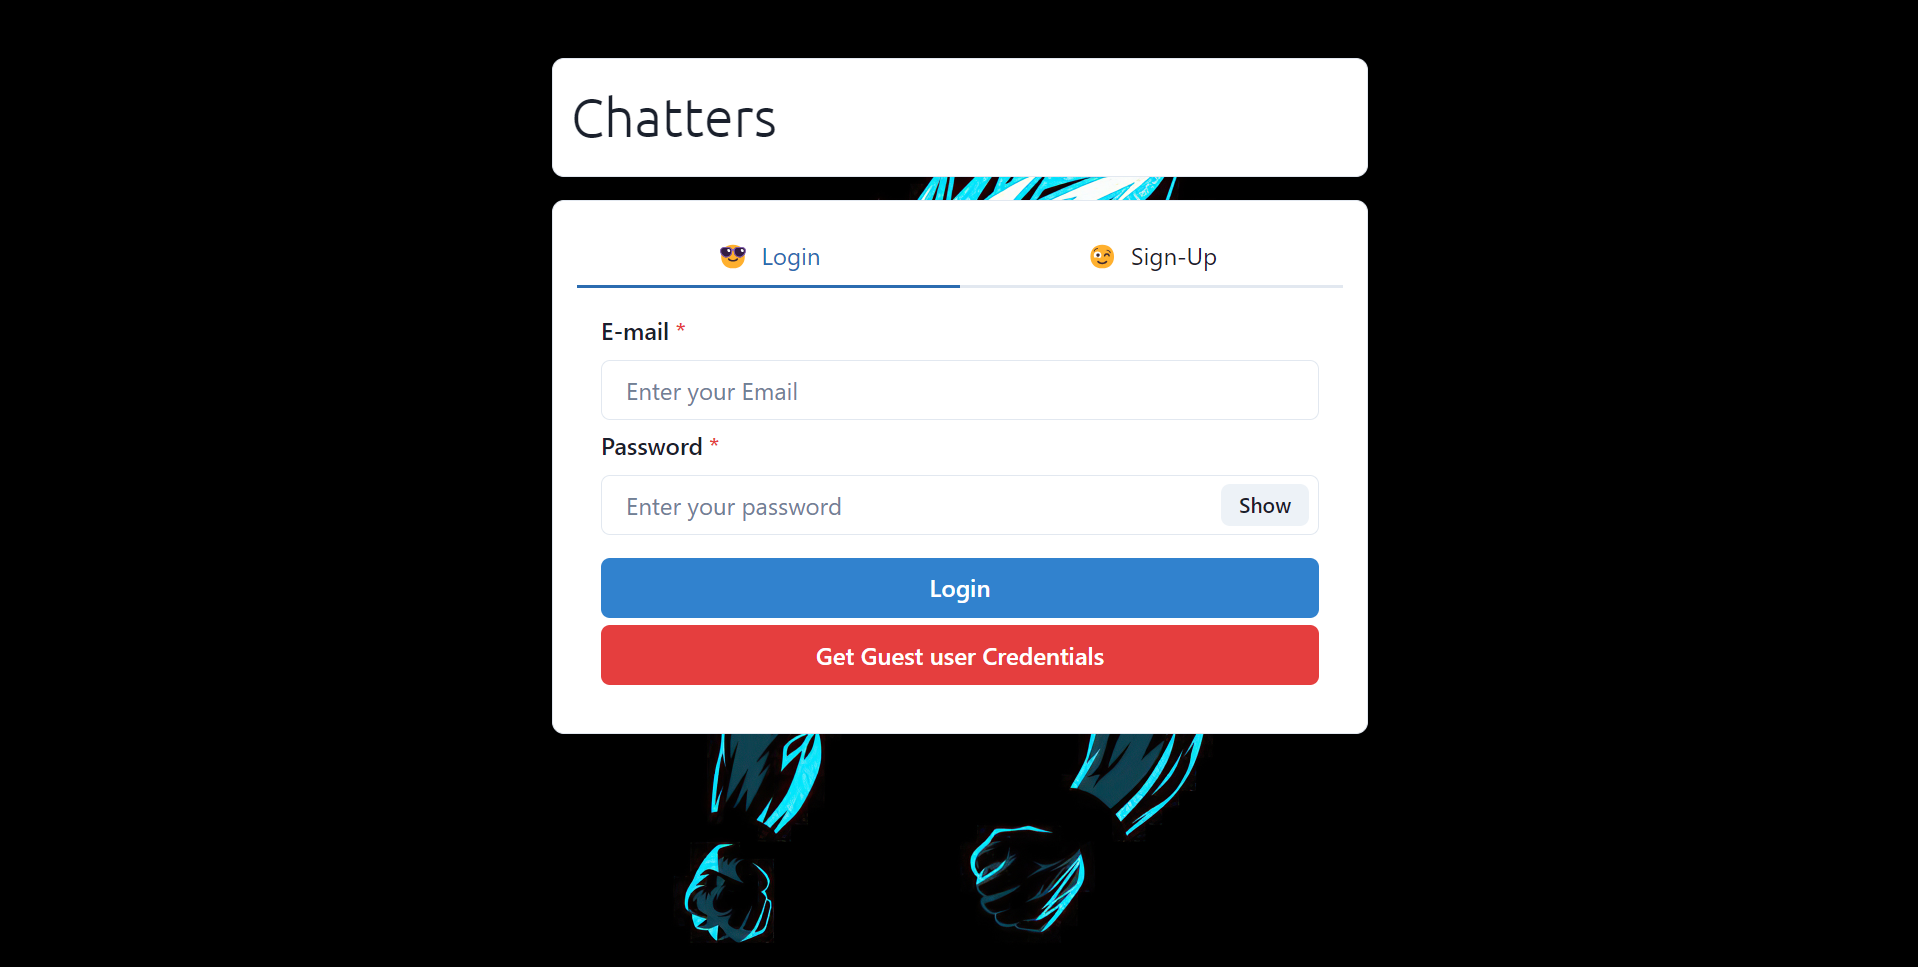 Chatters
Login Sign-Up
E-mail *
Enter your Email
Password *
Enter your password Show
Login
Get Guest user Credentials